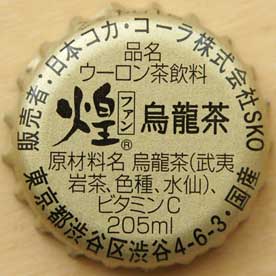 販売者:日本コカ・コーラ株式会社SKO
品名
ウーロン茶飲料
煌
ファン
®
烏龍茶
原材料名 烏龍茶(武夷
岩茶、色種、水仙)、
ビタミンC
205ml
東京都渋谷区渋谷4-6-3・国産